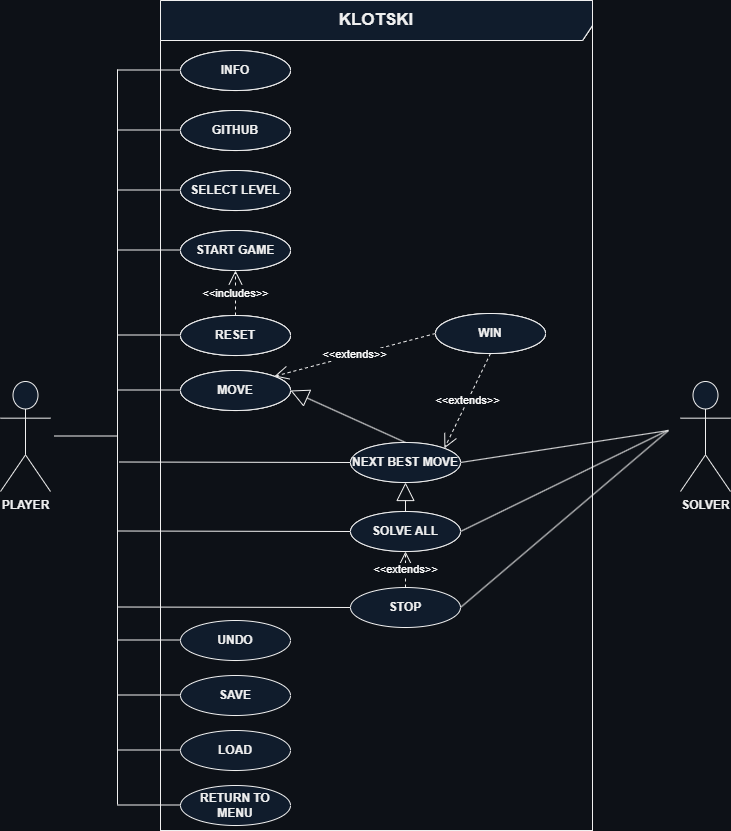 KLOTSKI
INFO
GITHUB
SELECT LEVEL
START GAME
<<includes>>
RESET
WIN
<<extends>>
MOVE
<<extends>>
NEXT BEST MOVE
PLAYER
SOLVER
SOLVE ALL
<<extends>>
STOP
UNDO
SAVE
LOAD
RETURN TO
MENU